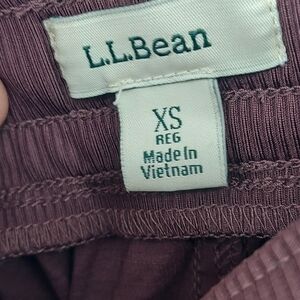 L.L.Bean
XS
REG
Made In
Vietnam